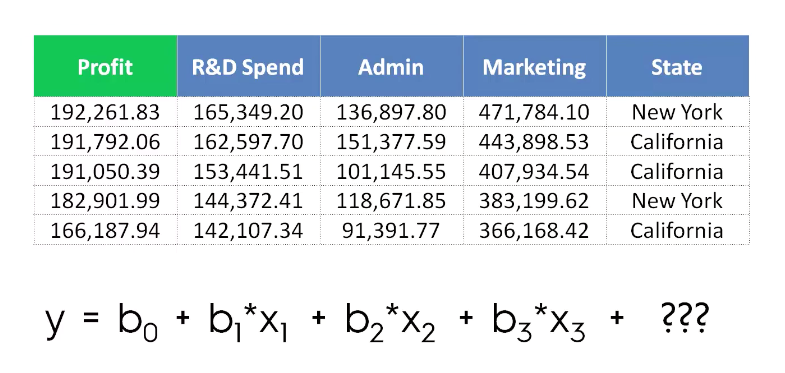 Profit R&D Spend Admin Marketing State
192,261.83 165,349.20 136,897.80 471,784.10 New York
191,792.06 162,597.70 151,377.59 443,898.53 California
191,050.39 153,441.51 101,145.55 407,934.54 California
182,901.99 144,372.41 118,671.85 383,199.62 New York
166,187.94 142,107.34 91,391.77 366,168.42 California
y = b₀ + b₁*x₁ + b₂*x₂ + b₃*x₃ + ???